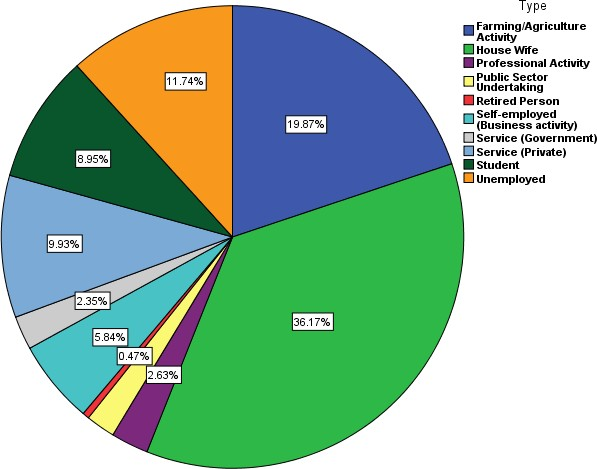 Type
Farming/Agriculture
Activity
House Wife
Professional Activity
Public Sector
Undertaking
Retired Person
Self-employed
(Business activity)
Service (Government)
Service (Private)
Student
Unemployed
11.74%
19.87%
8.95%
9.93%
2.35%
5.84%
0.47%
2.63%
36.17%